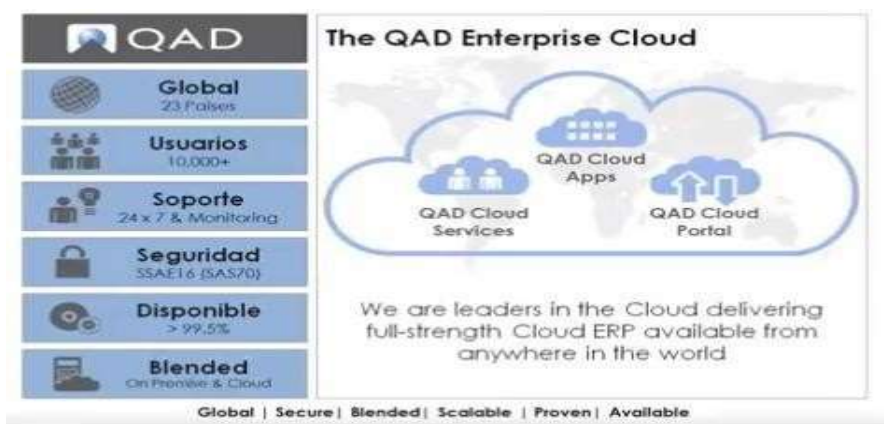 QAD
Global
23 Países
Usuarios
10,000+
Soporte
24 x 7 & Monitoring
Seguridad
SSAE16 (SAS70)
Disponible
> 99.5%
Blended
On Premise & Cloud
The QAD Enterprise Cloud
QAD Cloud
Apps
QAD Cloud
Services
QAD Cloud
Portal
We are leaders in the Cloud delivering
full-strength Cloud ERP available from
anywhere in the world
Global | Secure| Blended| Scalable | Proven| Available